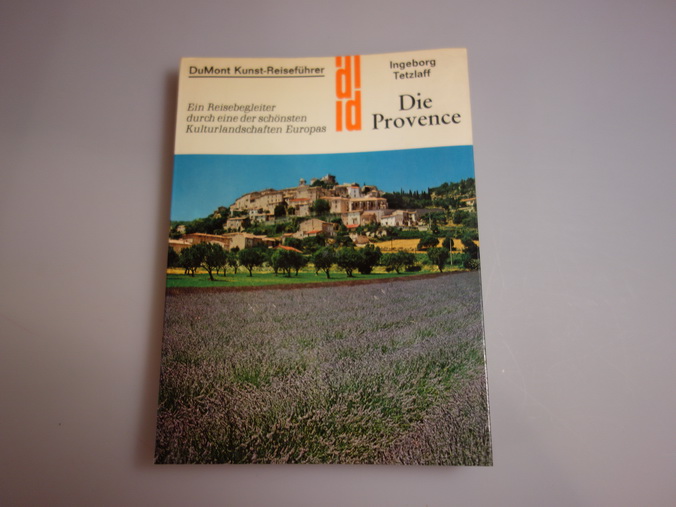 DuMont Kunst-Reiseführer
Ein Reisebegleiter
durch eine der schönsten
Kulturlandschaften Europas
Ingeborg
Tetzlaff
Die
Provence